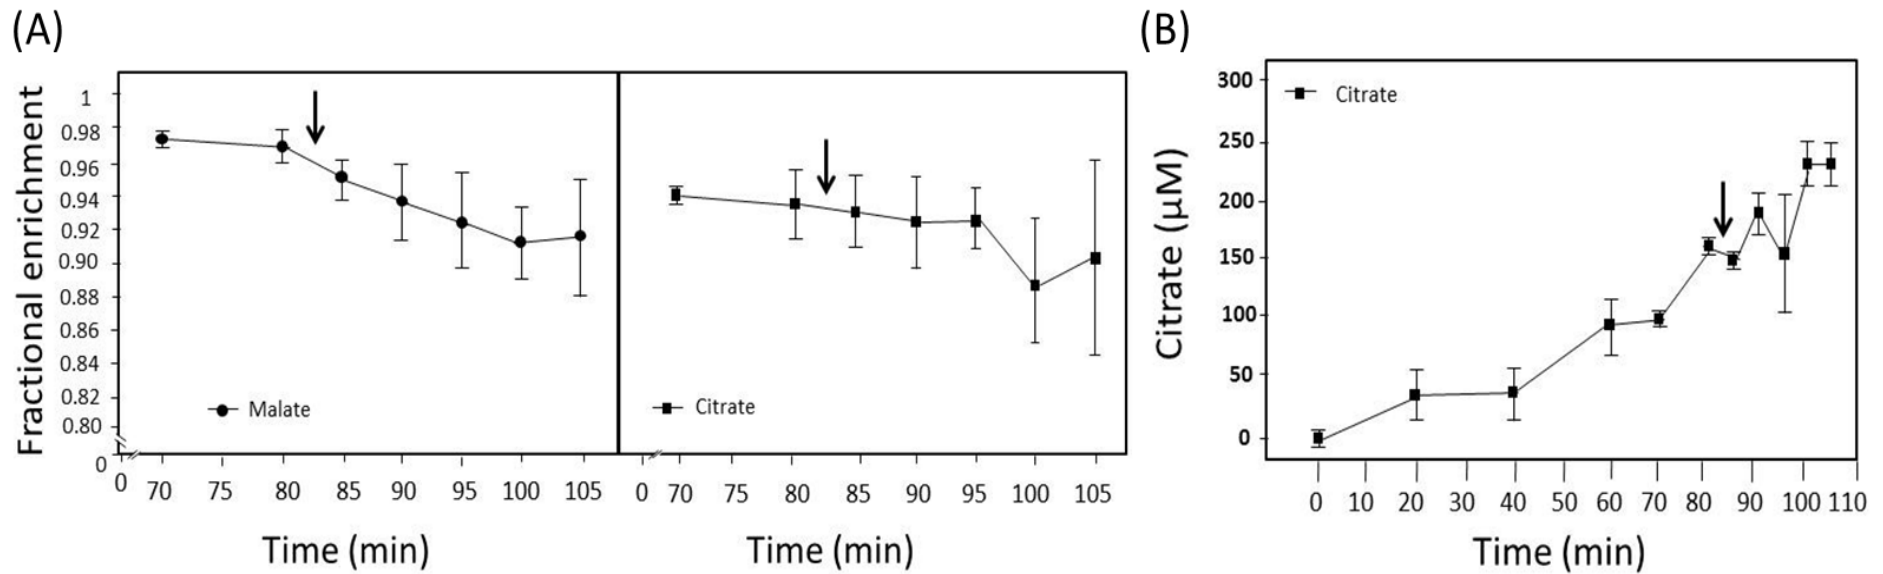 (A)
Fractional enrichment
1
0.98
0.96
0.94
0.92
0.90
0.88
0.86
0.84
0.82
0.80
0
Malate
0 70 75 80 85 90 95 100 105
Time (min)
Citrate
0 70 75 80 85 90 95 100 105
Time (min)
(B)
Citrate (µM)
300
250
200
150
100
50
0
Citrate
0 10 20 30 40 50 60 70 80 90 100 110
Time (min)